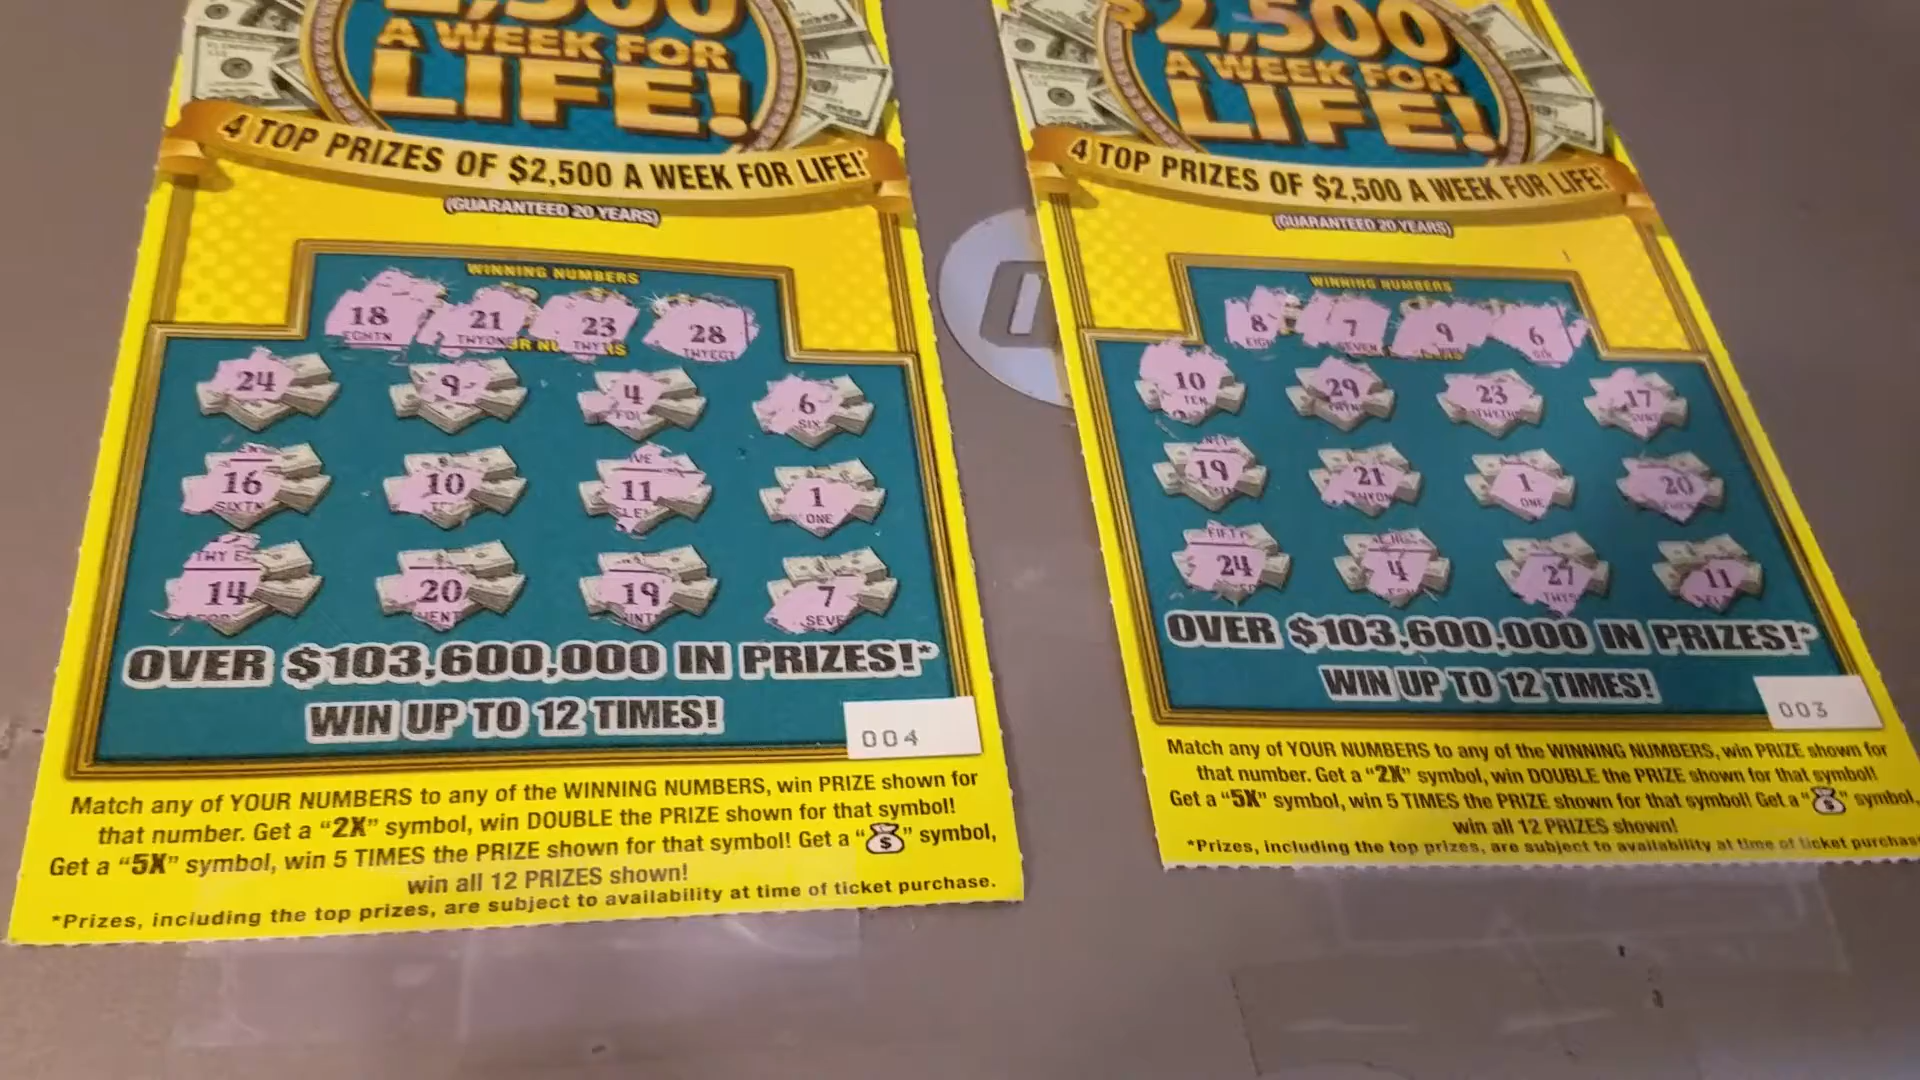 2,500
A WEEK FOR
LIFE!
4 TOP PRIZES OF $2,500 A WEEK FOR LIFE!*
(GUARANTEED 20 YEARS)
WINNING NUMBERS
18 21 23 28
24 9 4 6
SIX
16 10 11 1
SIXTN ONE
14 20 19 7
OVER $103,600,000 IN PRIZES!*
WIN UP TO 12 TIMES!
004
Match any of YOUR NUMBERS to any of the WINNING NUMBERS, win PRIZE shown for
that number. Get a “2X” symbol, win DOUBLE the PRIZE shown for that symbol!
Get a “5X” symbol, win 5 TIMES the PRIZE shown for that symbol! Get a “$” symbol,
win all 12 PRIZES shown!
*Prizes, including the top prizes, are subject to availability at time of ticket purchase.
$2,500
A WEEK FOR
LIFE!
4 TOP PRIZES OF $2,500 A WEEK FOR LIFE!*
(GUARANTEED 20 YEARS)
WINNING NUMBERS
8 7 9 6
SEVEN
10 29 23 17
TEN
19 21 1 20
ONE
24 4 27 11
OVER $103,600,000 IN PRIZES!*
WIN UP TO 12 TIMES!
003
Match any of YOUR NUMBERS to any of the WINNING NUMBERS, win PRIZE shown for
that number. Get a “2X” symbol, win DOUBLE the PRIZE shown for that symbol!
Get a “5X” symbol, win 5 TIMES the PRIZE shown for that symbol! Get a “$” symbol,
win all 12 PRIZES shown!
*Prizes, including the top prizes, are subject to availability at time of ticket purchas